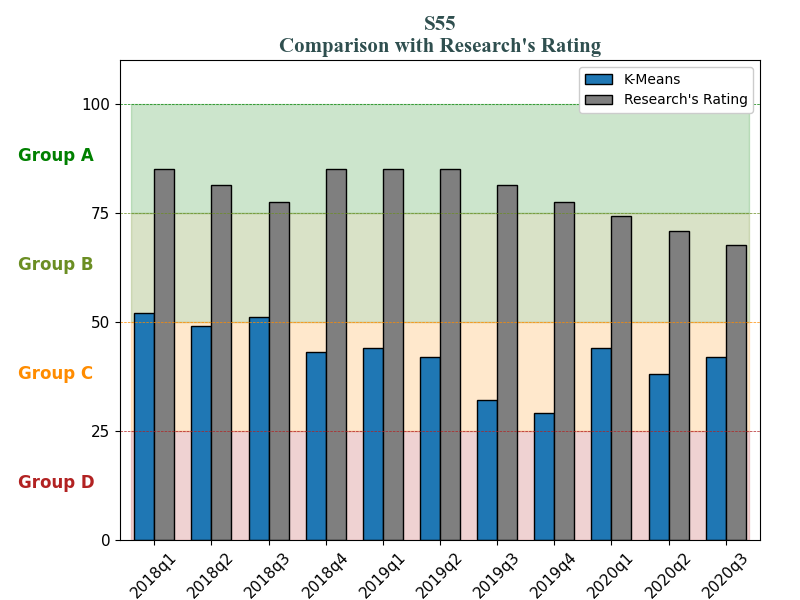 S55
Comparison with Research's Rating
K-Means
Research's Rating
100
Group A
75
Group B
50
Group C
25
Group D
0
2018q1
2018q2
2018q3
2018q4
2019q1
2019q2
2019q3
2019q4
2020q1
2020q2
2020q3